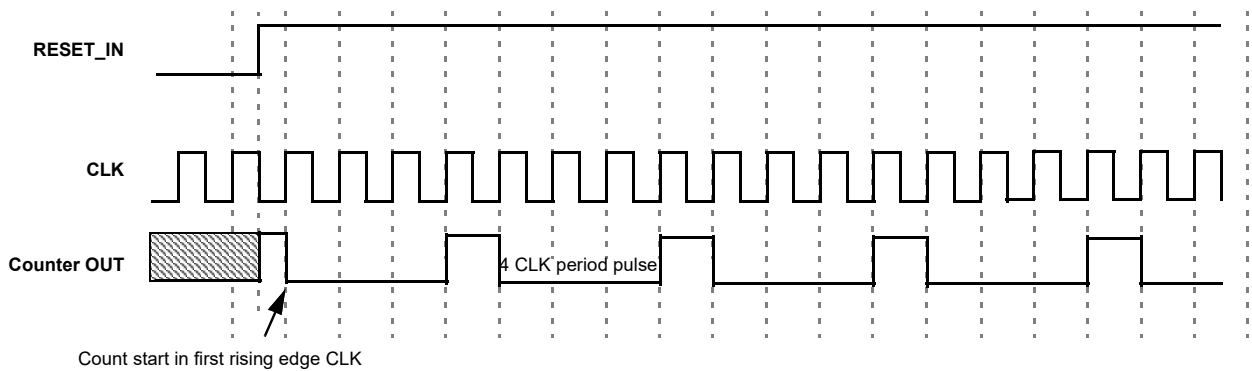 RESET_IN
CLK
Counter OUT
4 CLK period pulse
Count start in first rising edge CLK